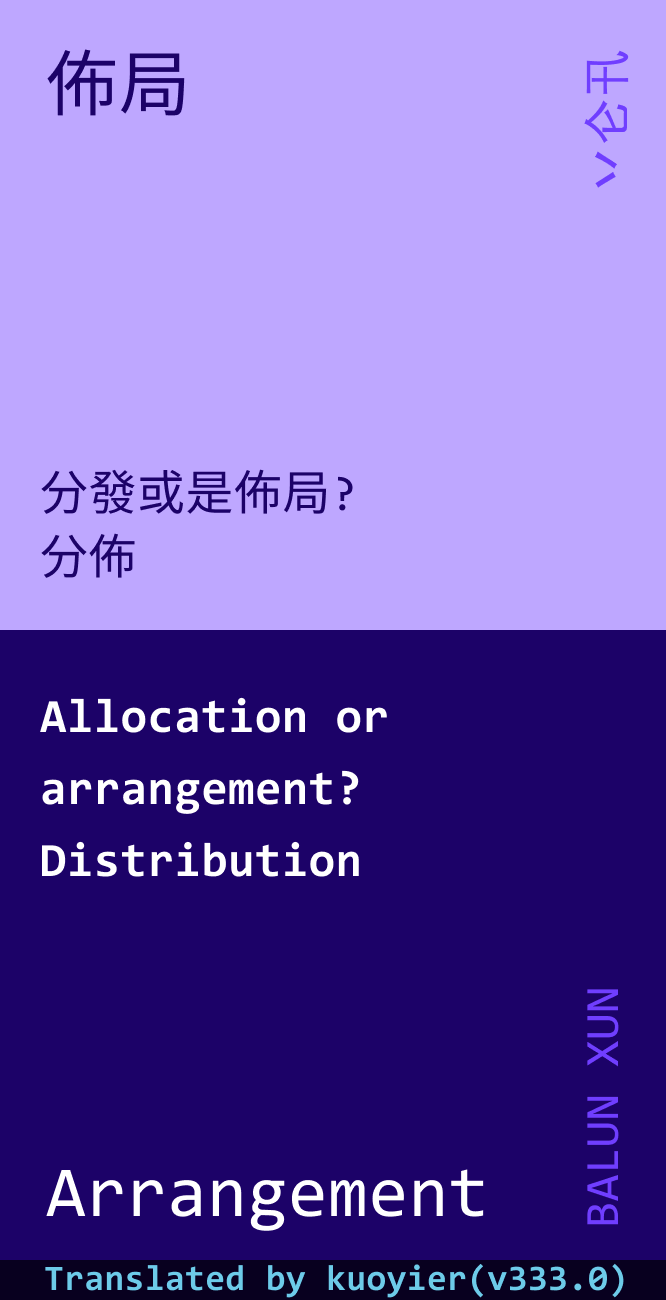 佈局
丷仑卂
分發或是佈局?
分佈
Allocation or
arrangement?
Distribution
BALUN XUN
Arrangement
Translated by kuoyier(v333.0)